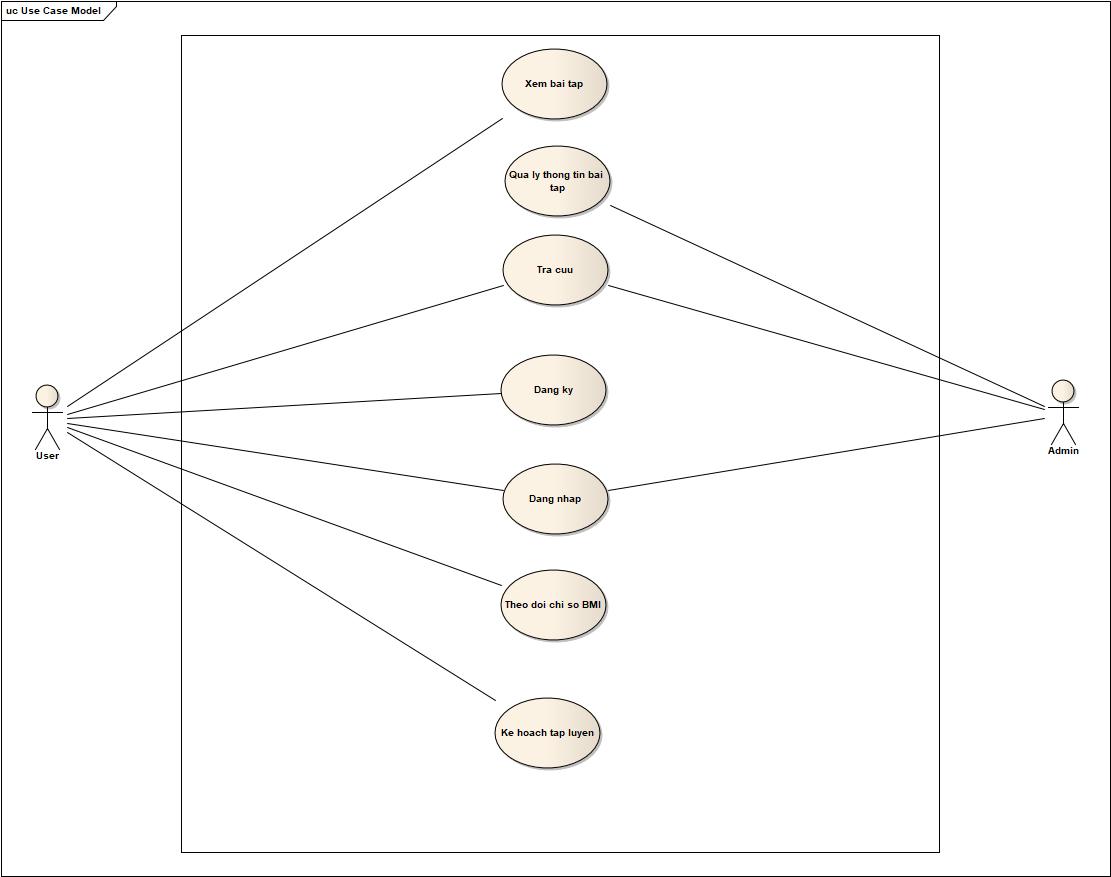 uc Use Case Model
Xem bai tap
Qua ly thong tin bai
tap
Tra cuu
Dang ky
User
Admin
Dang nhap
Theo doi chi so BMI
Ke hoach tap luyen